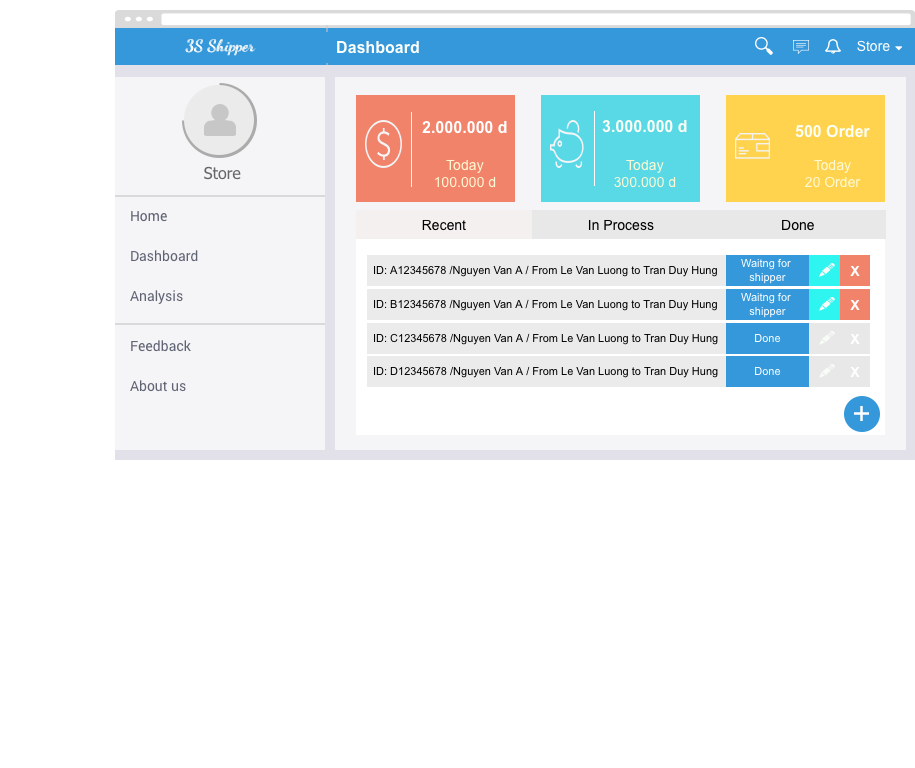 3S Shipper
Dashboard
Store
Store
Home
Dashboard
Analysis
Feedback
About us
2.000.000 d
Today
100.000 d
3.000.000 d
Today
300.000 d
500 Order
Today
20 Order
Recent
In Process
Done
ID: A12345678 /Nguyen Van A / From Le Van Luong to Tran Duy Hung
Waitng for
shipper
X
ID: B12345678 /Nguyen Van A / From Le Van Luong to Tran Duy Hung
Waitng for
shipper
X
ID: C12345678 /Nguyen Van A / From Le Van Luong to Tran Duy Hung
Done
X
ID: D12345678 /Nguyen Van A / From Le Van Luong to Tran Duy Hung
Done
X